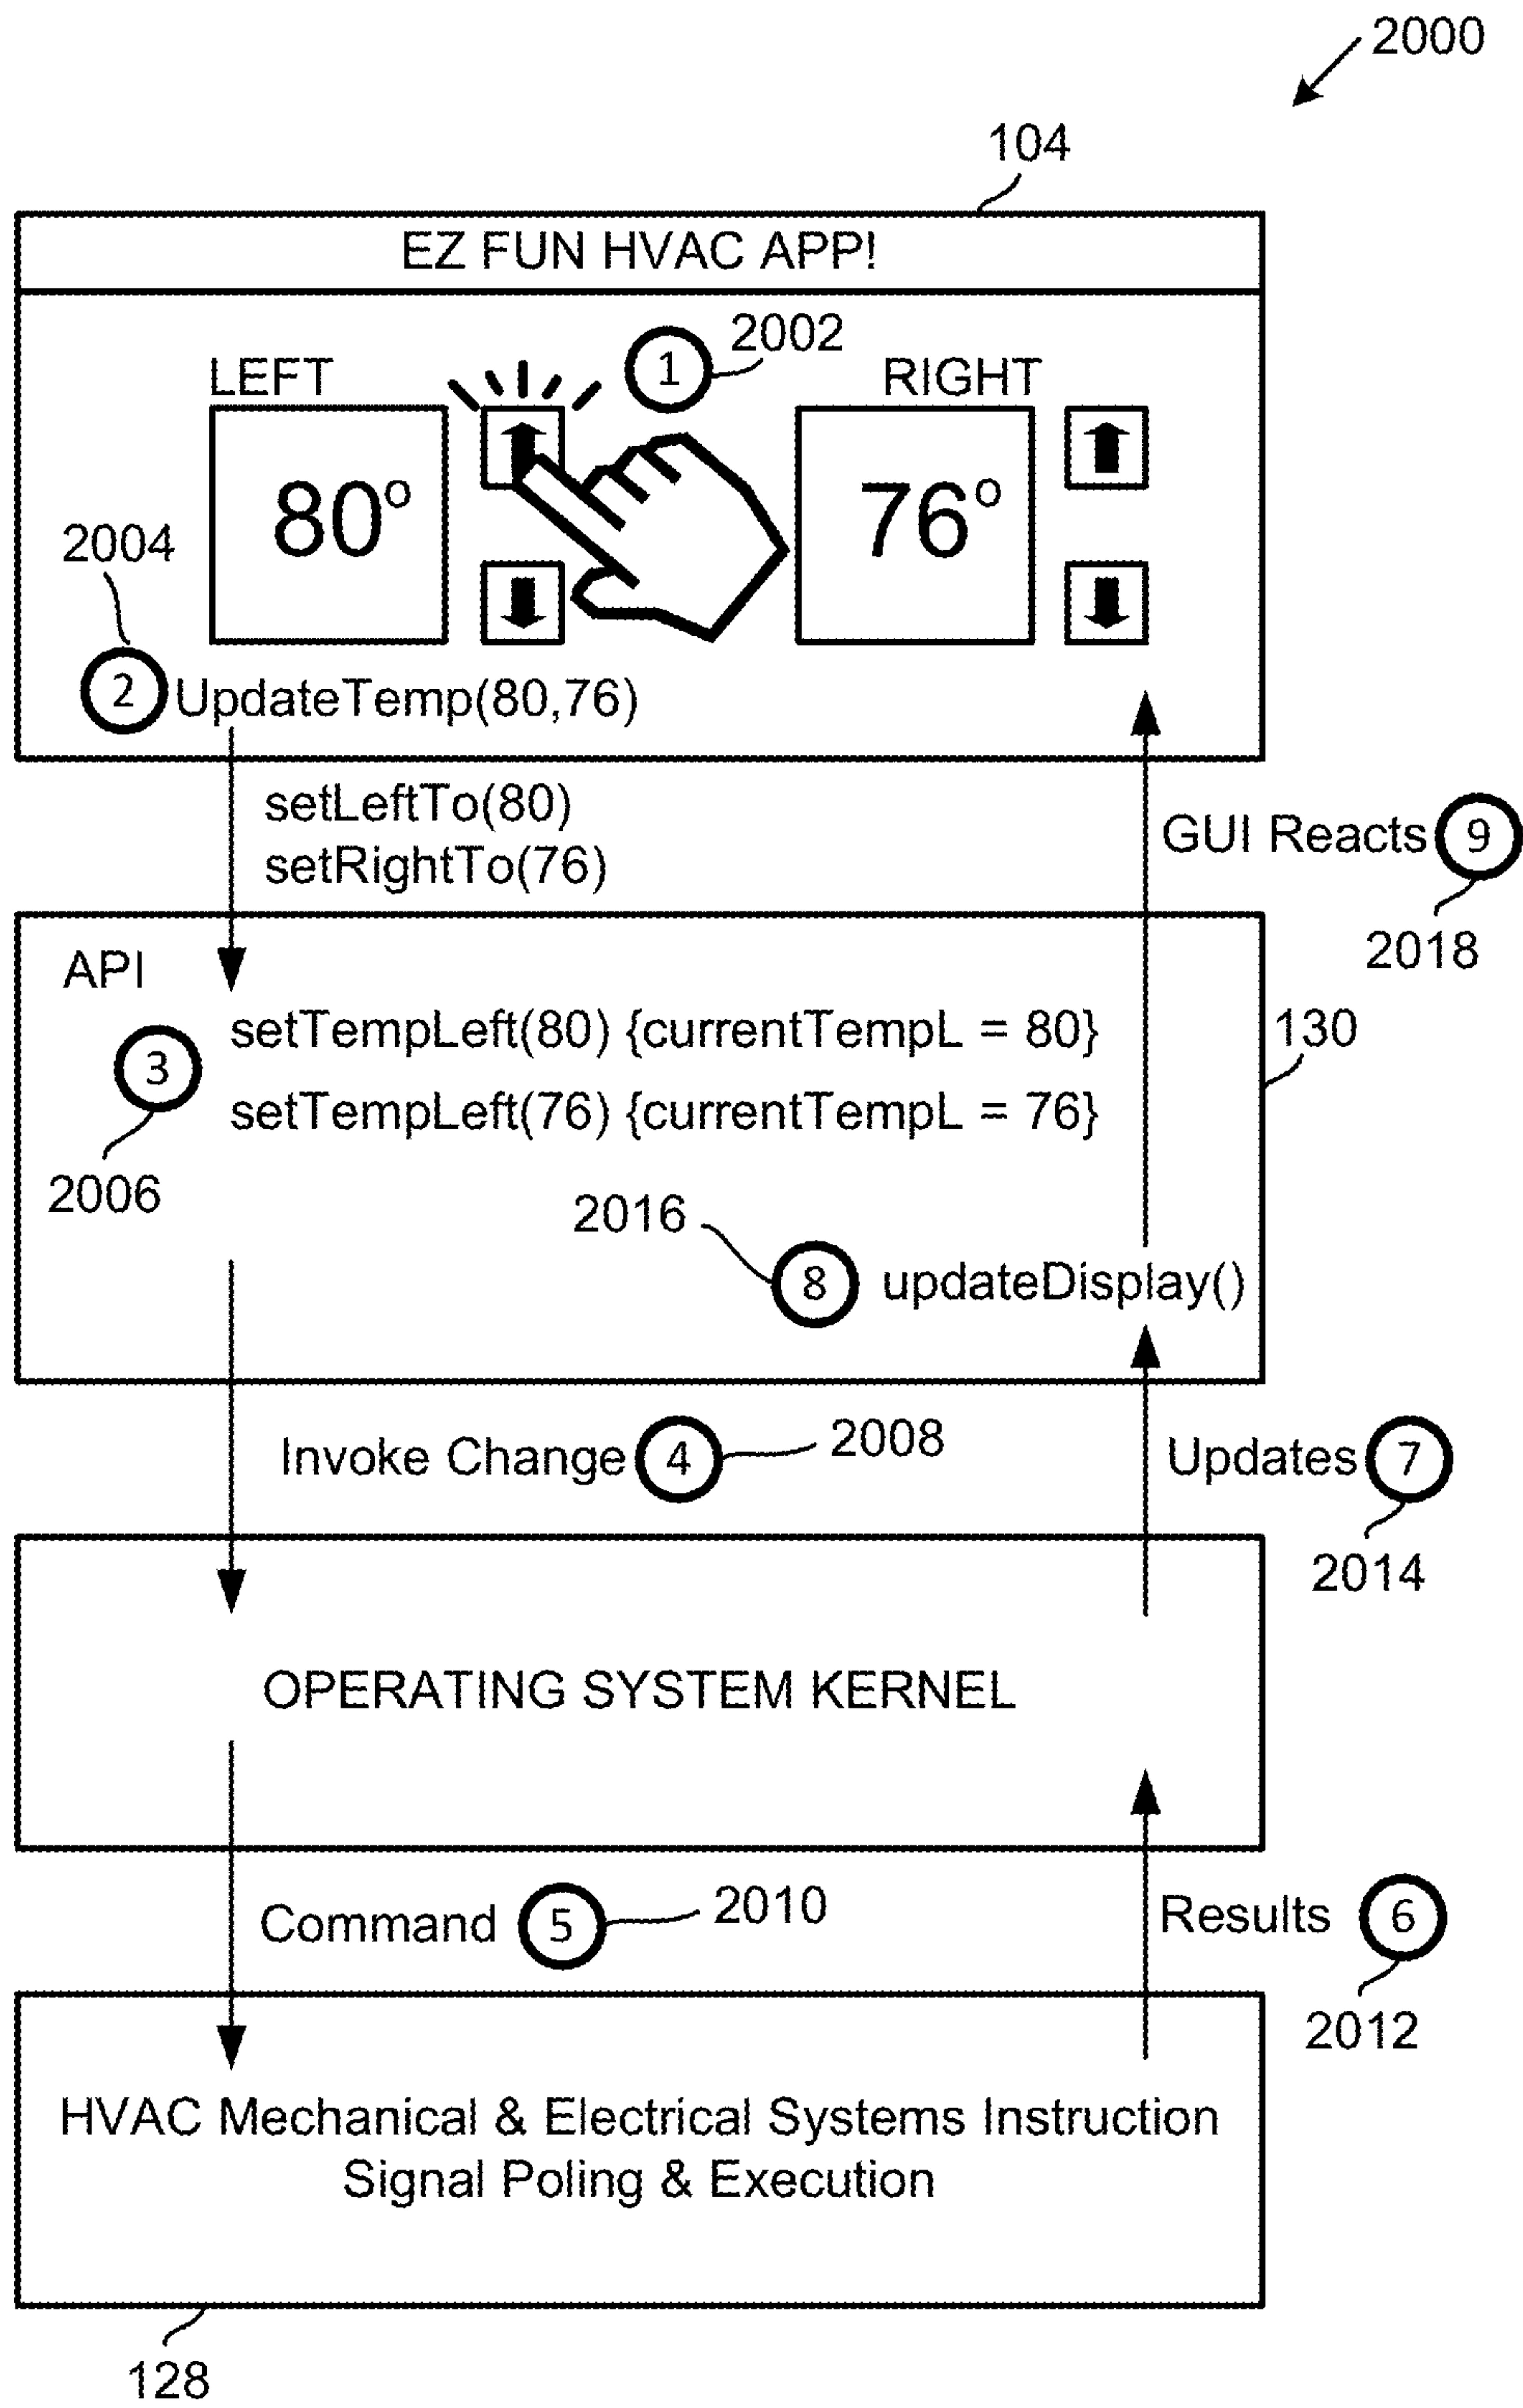 2000
104
EZ FUN HVAC APP!
1 2002
LEFT
RIGHT
80°
76°
2004
2 UpdateTemp(80,76)
setLeftTo(80)
setRightTo(76)
GUI Reacts 9
2018
API
130
3
setTempLeft(80) {currentTempL = 80}
setTempLeft(76) {currentTempL = 76}
2006
2016
8 updateDisplay()
Invoke Change 4 2008
Updates 7
2014
OPERATING SYSTEM KERNEL
Command 5 2010
Results 6
2012
HVAC Mechanical & Electrical Systems Instruction
Signal Poling & Execution
128